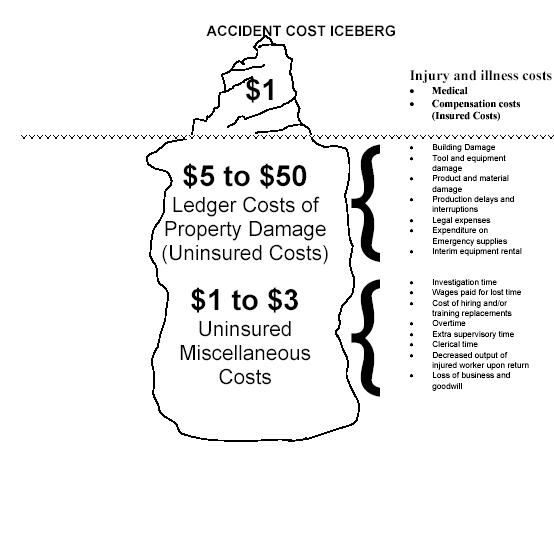 ACCIDENT COST ICEBERG
$1
Injury and illness costs
• Medical
• Compensation costs
(Insured Costs)
$5 to $50
Ledger Costs of
Property Damage
(Uninsured Costs)
• Building Damage
• Tool and equipment
damage
• Product and material
damage
• Production delays and
interruptions
• Legal expenses
• Expenditure on
Emergency supplies
• Interim equipment rental
$1 to $3
Uninsured
Miscellaneous
Costs
• Investigation time
• Wages paid for lost time
• Cost of hiring and/or
training replacements
• Overtime
• Extra supervisory time
• Clerical time
• Decreased output of
injured worker upon return
• Loss of business and
goodwill